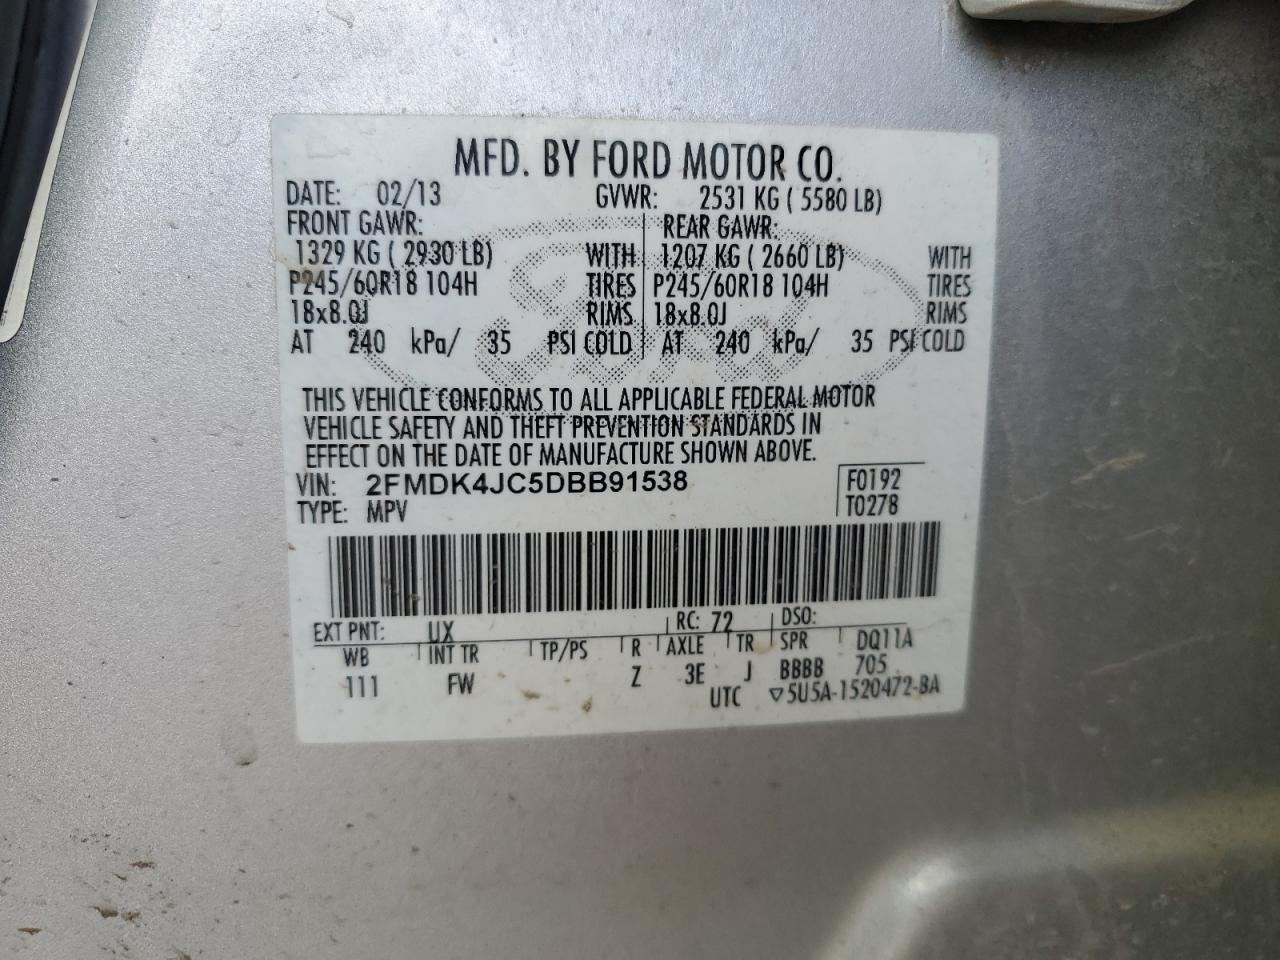 MFD. BY FORD MOTOR CO.
DATE: 02/13 GVWR: 2531 KG ( 5580 LB)
FRONT GAWR: REAR GAWR:
1329 KG ( 2930 LB) WITH 1207 KG ( 2660 LB) WITH
P245/60R18 104H TIRES P245/60R18 104H TIRES
18x8.0J RIMS 18x8.0J RIMS
AT 240 kPa/ 35 PSI COLD AT 240 kPa/ 35 PSI COLD
THIS VEHICLE CONFORMS TO ALL APPLICABLE FEDERAL MOTOR
VEHICLE SAFETY AND THEFT PREVENTION STANDARDS IN
EFFECT ON THE DATE OF MANUFACTURE SHOWN ABOVE.
VIN: 2FMDK4JC5DBB91538 F0192
TYPE: MPV T0278
EXT PNT: UX RC: 72 DSO:
WB INT TR TP/PS R AXLE TR SPR DQ11A
111 FW Z 3E J BBBB 705
UTC ▽5U5A-1520472-BA